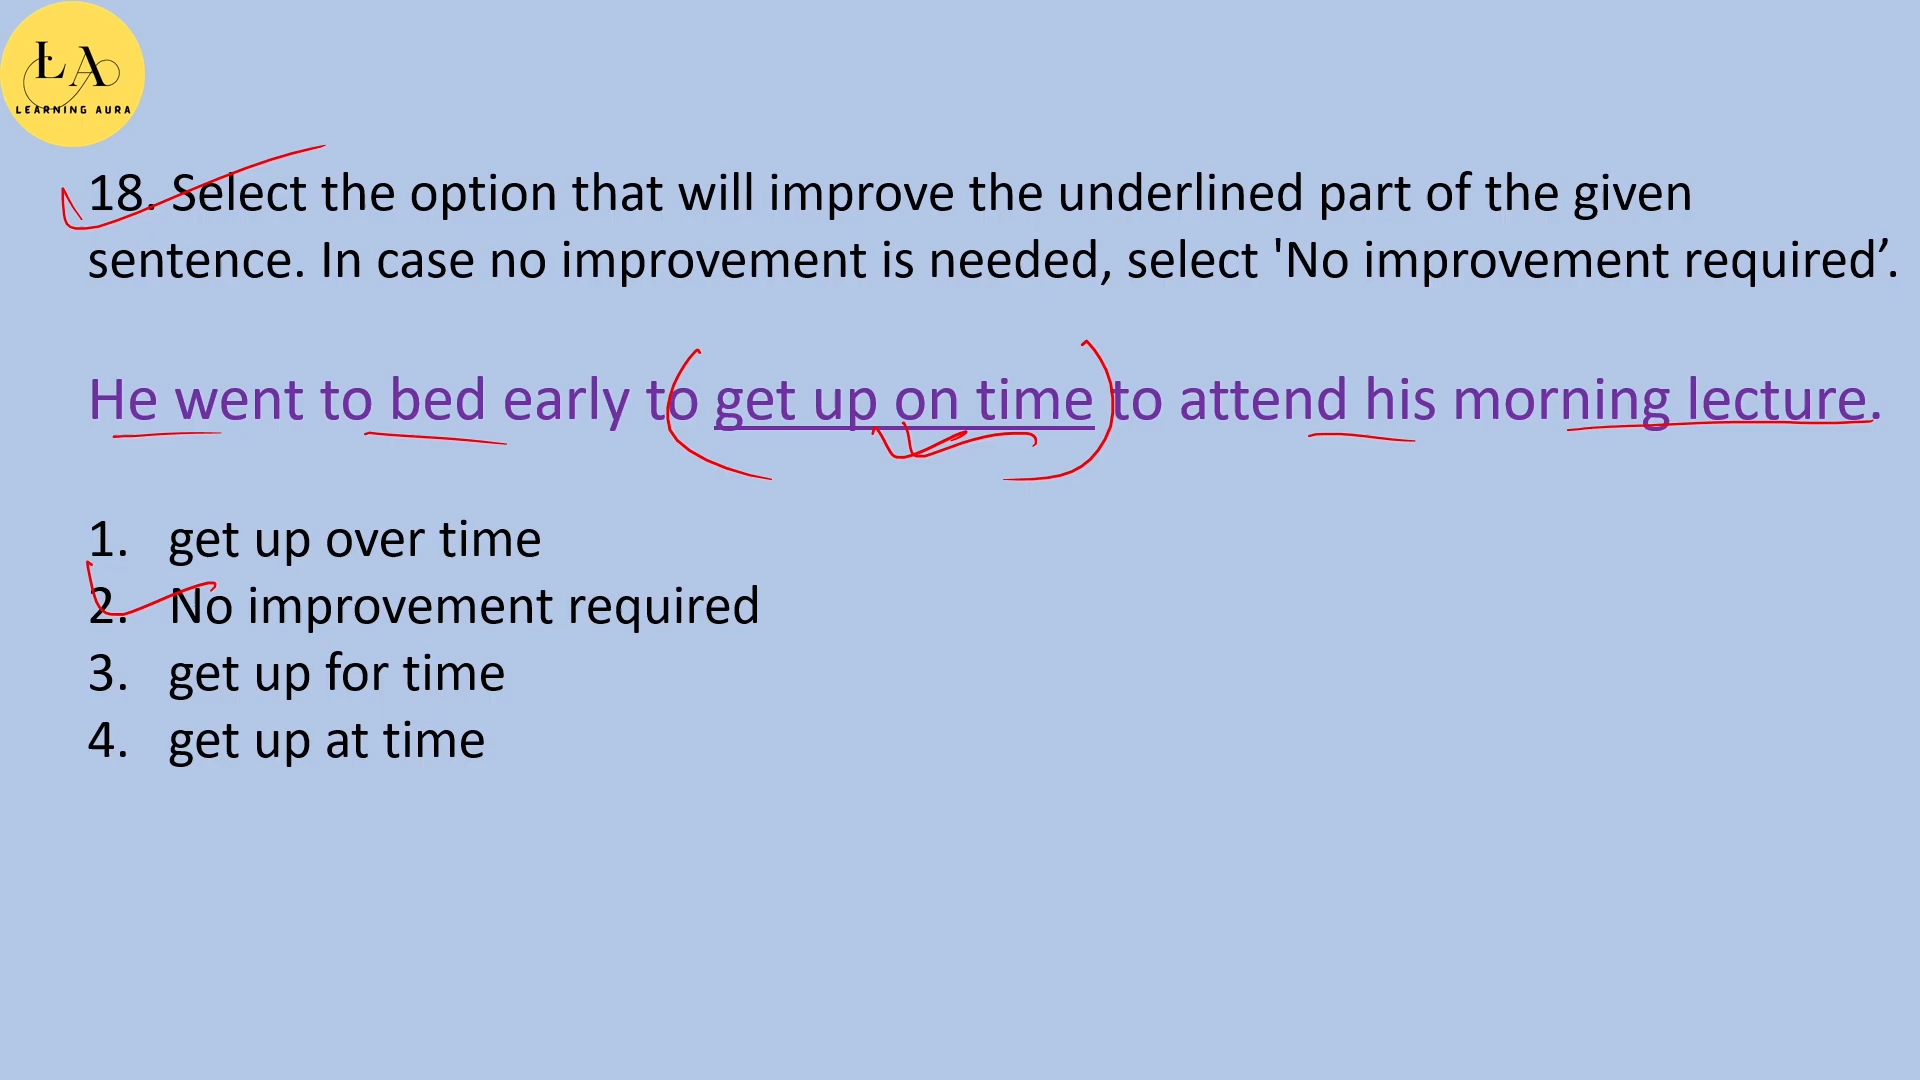 LA
LEARNING AURA
18. Select the option that will improve the underlined part of the given
sentence. In case no improvement is needed, select 'No improvement required’.
He went to bed early to get up on time to attend his morning lecture.
1. get up over time
2. No improvement required
3. get up for time
4. get up at time